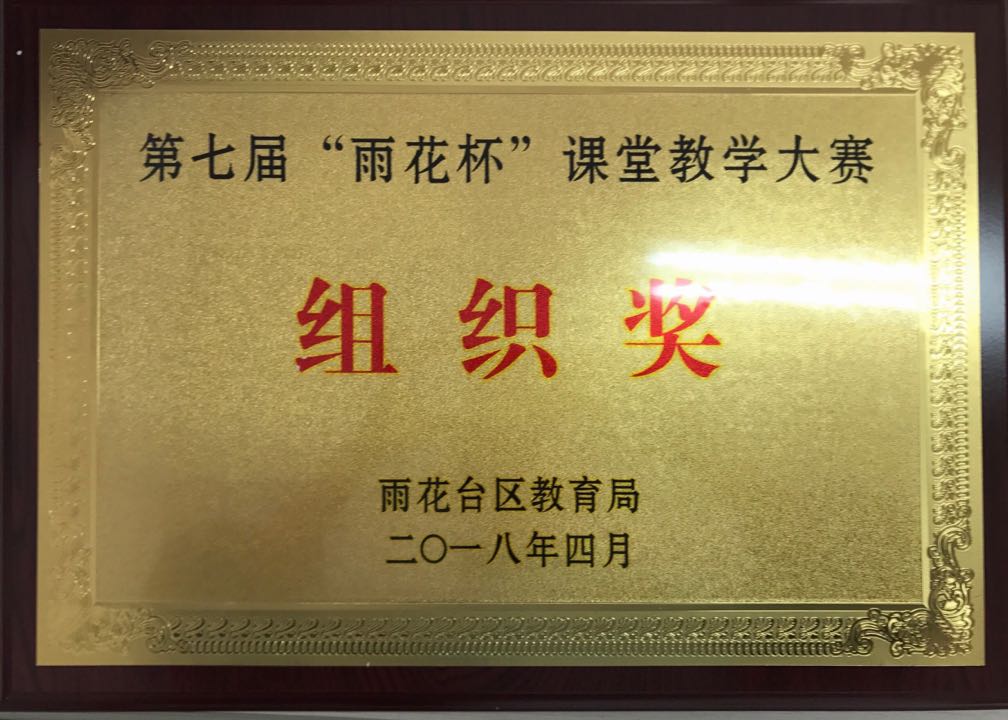 第七届“雨花杯”课堂教学大赛
组织奖
雨花台区教育局
二〇一八年四月